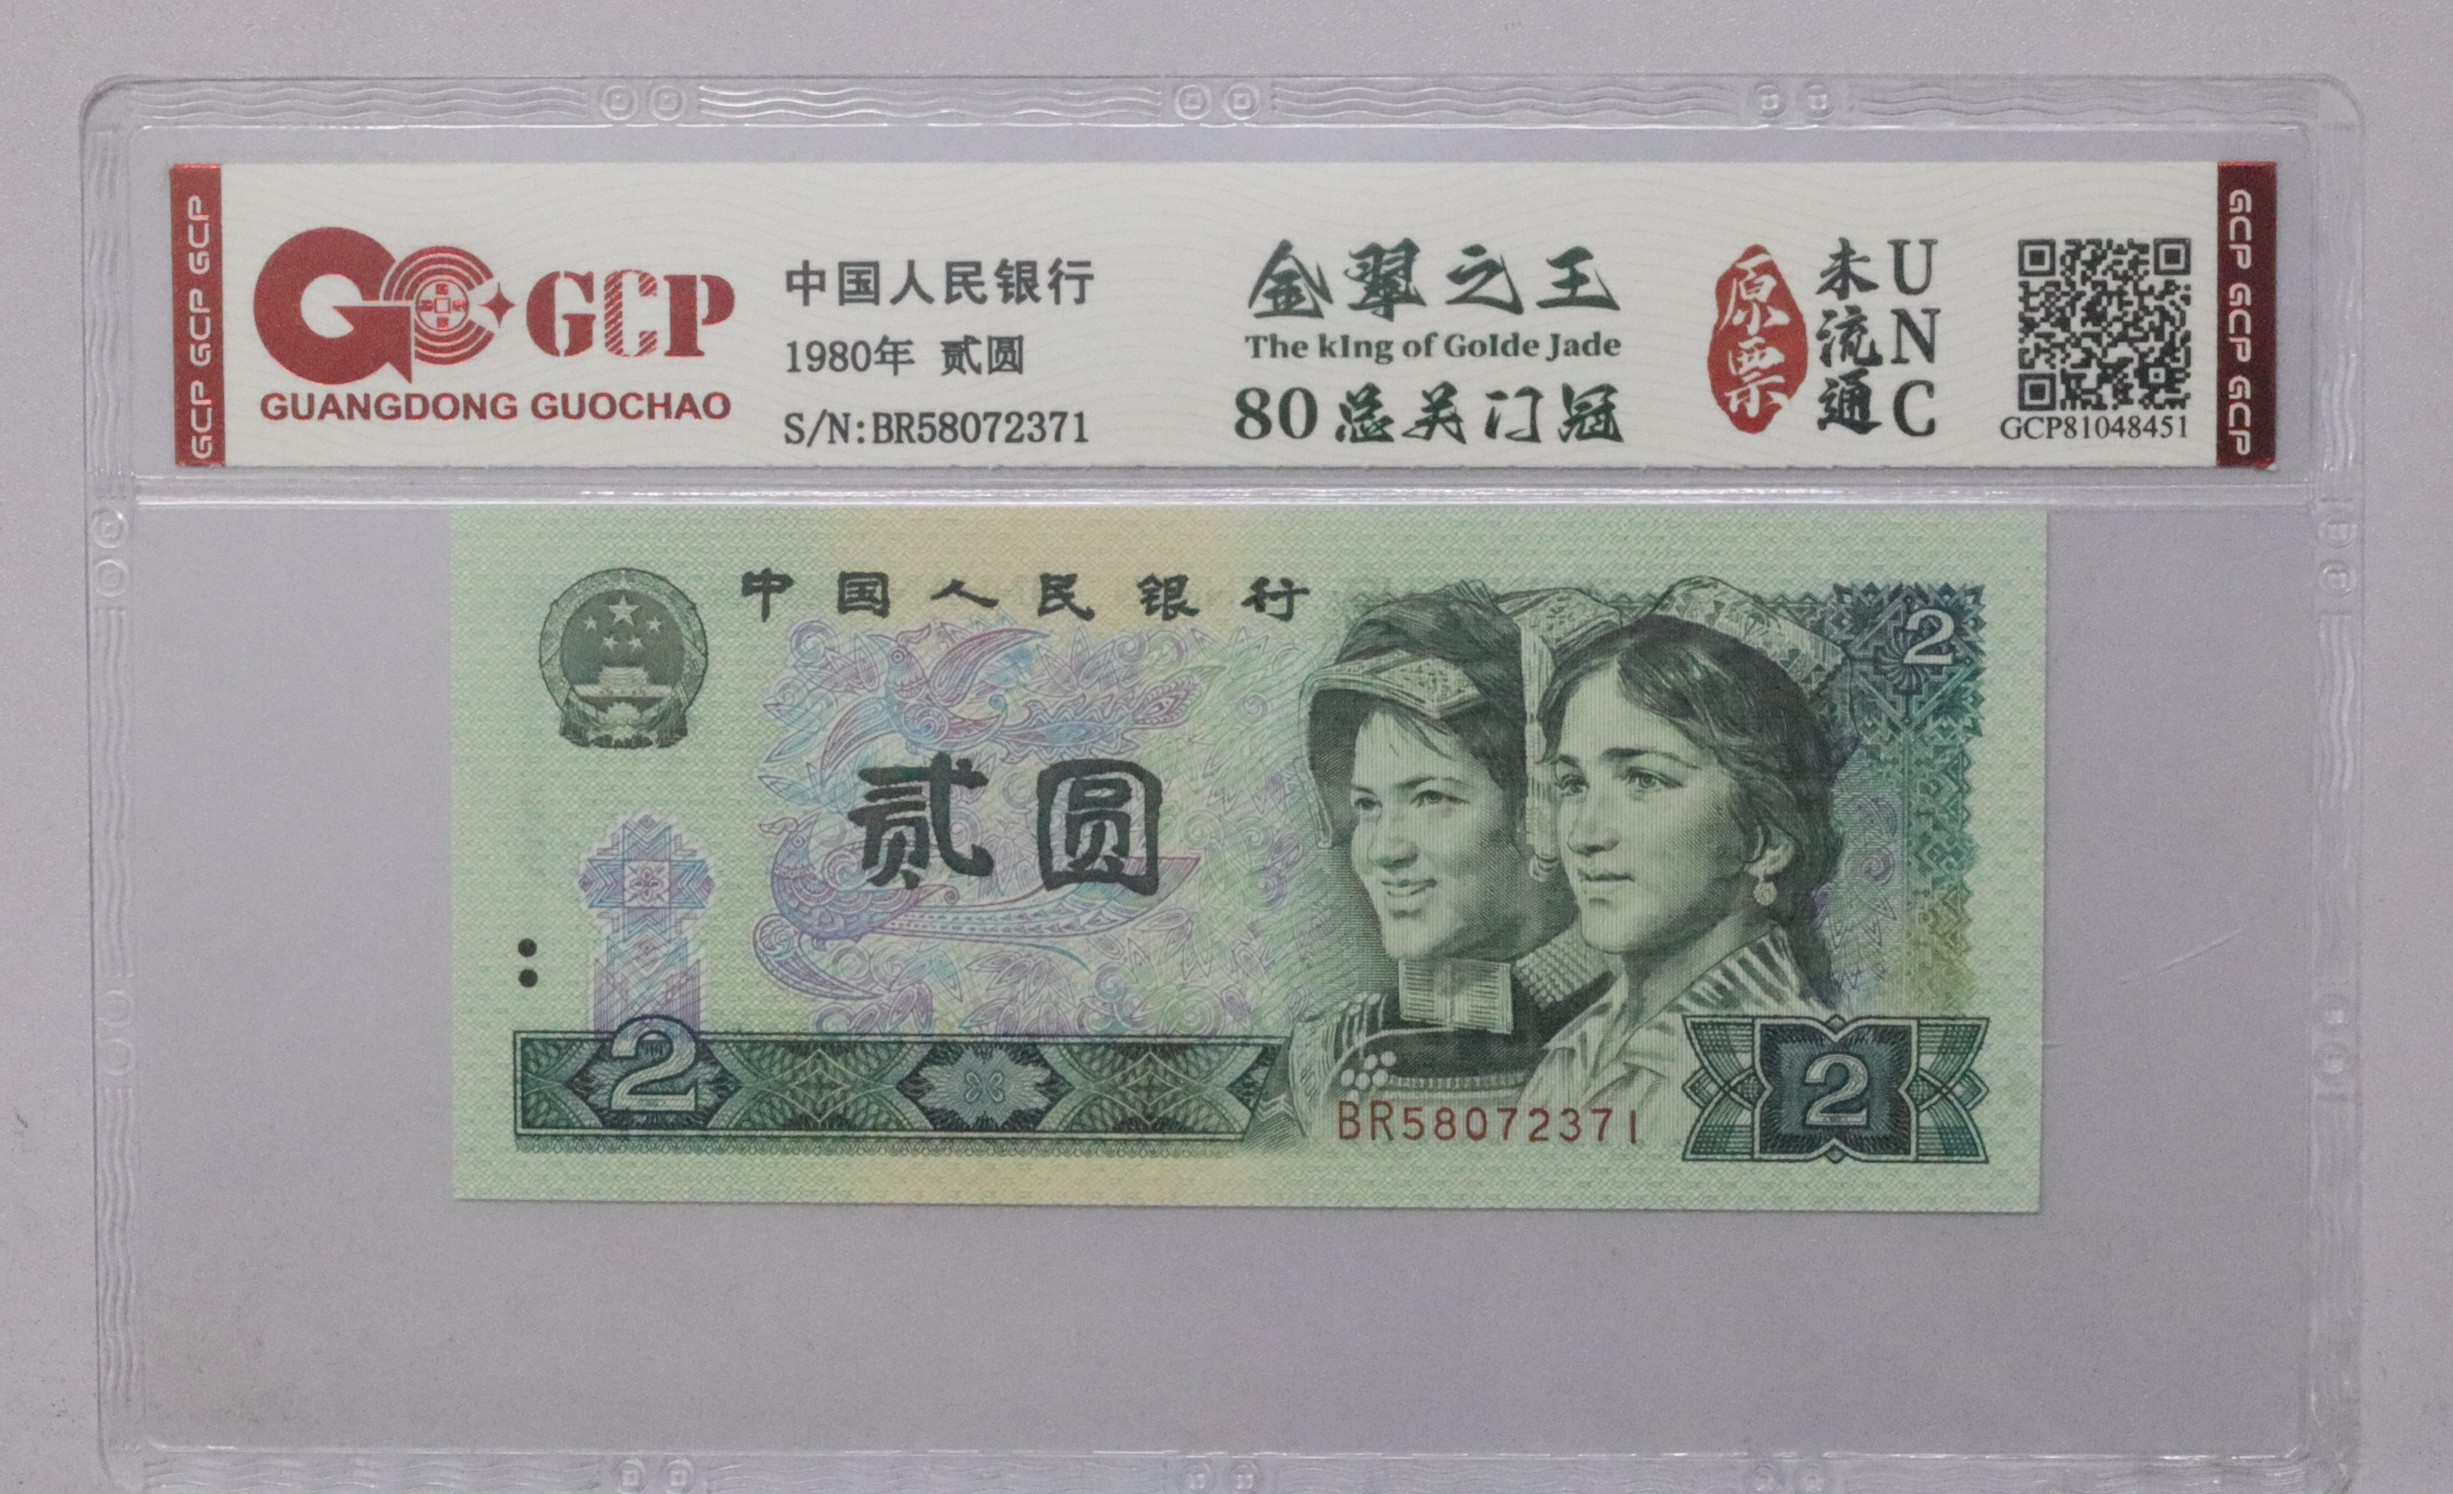 GCP GCP GCP
GCP
GUANGDONG GUOCHAO
中国人民银行
1980年 贰圆
S/N:BR58072371
金翠之王
The kIng of GoIde Jade
80总关门冠
原票
未流通
UNC
GCP81048451
GCP GCP GCP
中国人民银行
2
贰圆
2
BR58072371
2